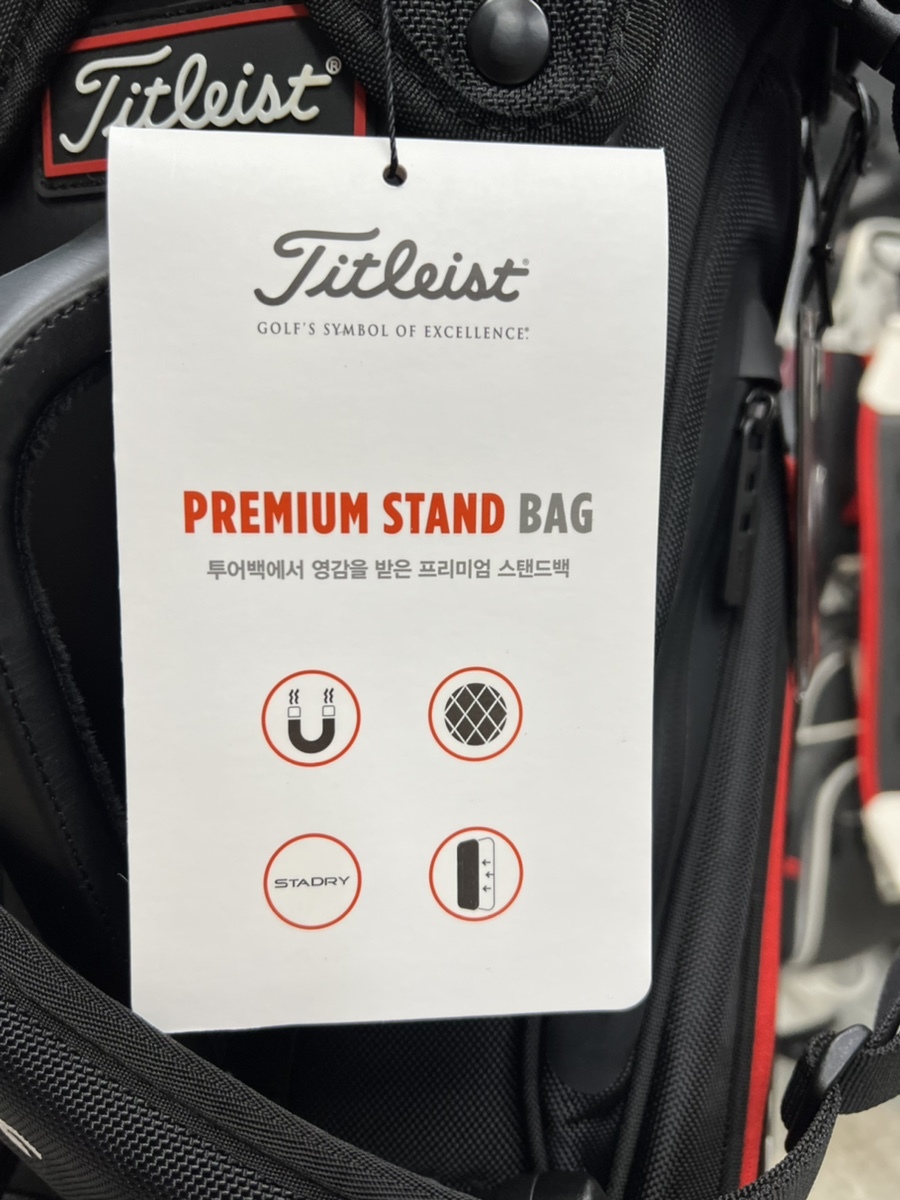 Titleist®
Titleist®
GOLF'S SYMBOL OF EXCELLENCE®
PREMIUM STAND BAG
투어백에서 영감을 받은 프리미엄 스탠드백
STADRY